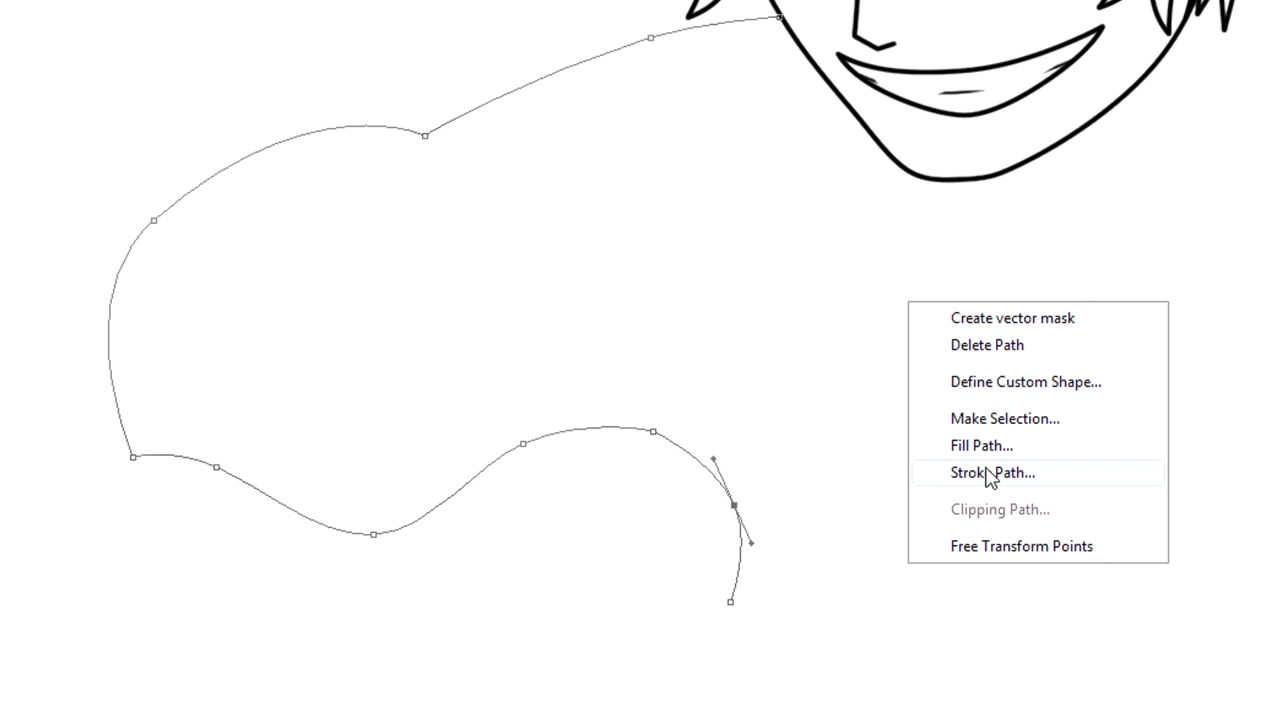 Create vector mask
Delete Path
Define Custom Shape...
Make Selection...
Fill Path...
Stroke Path...
Clipping Path...
Free Transform Points